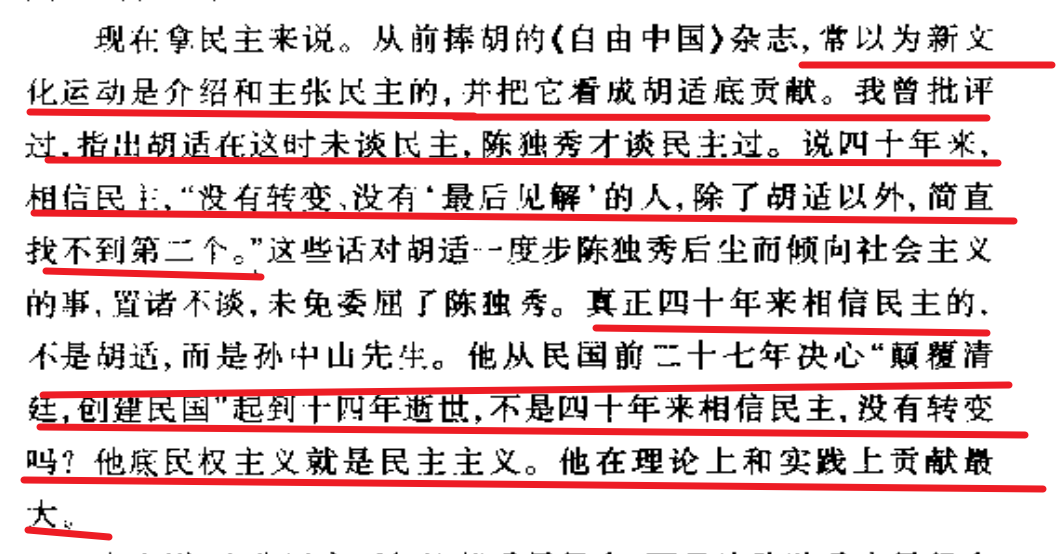 现在拿民主来说。从前捧胡的《自由中国》杂志,常以为新文
化运动是介绍和主张民主的,并把它看成胡适底贡献。我曾批评
过,指出胡适在这时未谈民主,陈独秀才谈民主过。说四十年来,
相信民主,“没有转变、没有‘最后见解’的人,除了胡适以外,简直
找不到第二个。”这些话对胡适一度步陈独秀后尘而倾向社会主义
的事,置诸不谈,未免委屈了陈独秀。真正四十年来相信民主的,
不是胡适,而是孙中山先生。他从民国前二十七年决心“颠覆清
廷,创建民国”起到十四年逝世,不是四十年来相信民主,没有转变
吗?他底民权主义就是民主主义。他在理论上和实践上贡献最
大。